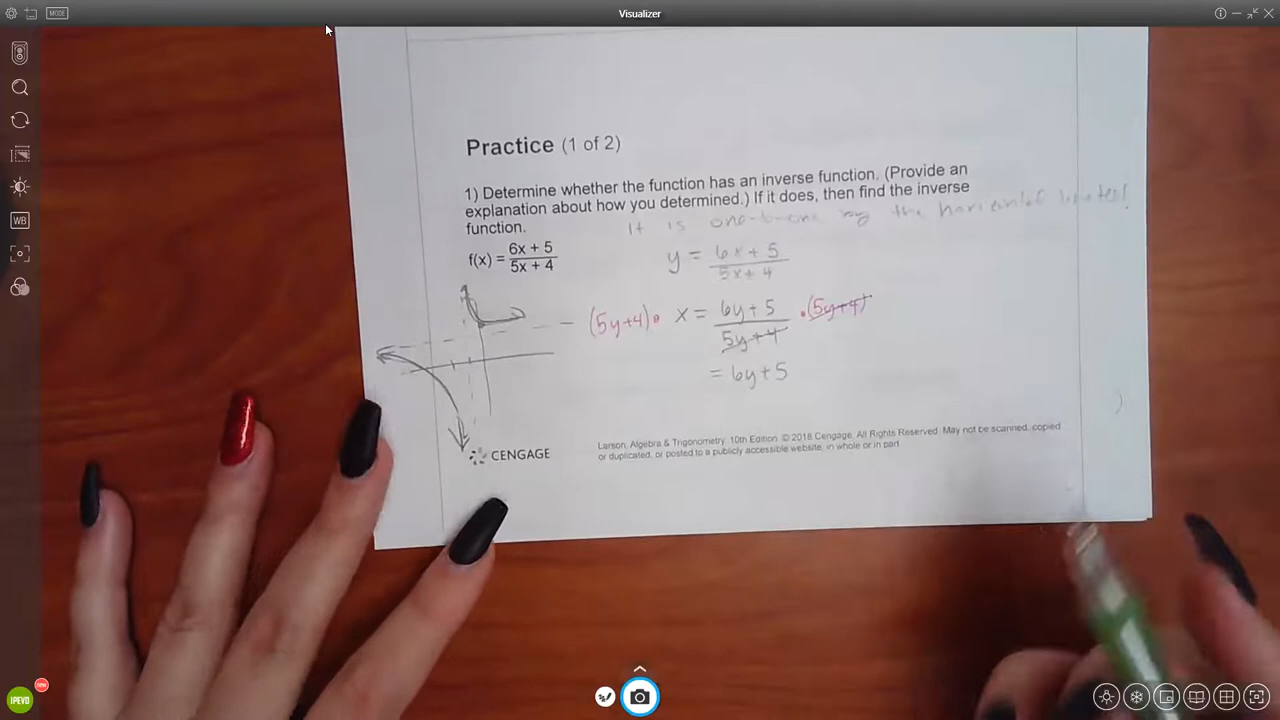 MODE
Visualizer
Practice (1 of 2)
1) Determine whether the function has an inverse function. (Provide an
explanation about how you determined.) If it does, then find the inverse
function.
It is one-to-one by the horizontal line test!
f(x) = 6x + 5 / 5x + 4
y = 6x + 5 / 5x + 4
(5y+4)• x = 6y + 5 / 5y + 4 •(5y+4)
= 6y + 5
Larson, Algebra & Trigonometry, 10th Edition. © 2018 Cengage. All Rights Reserved. May not be scanned, copied
or duplicated, or posted to a publicly accessible website, in whole or in part
CENGAGE
WB
IPEVO
new